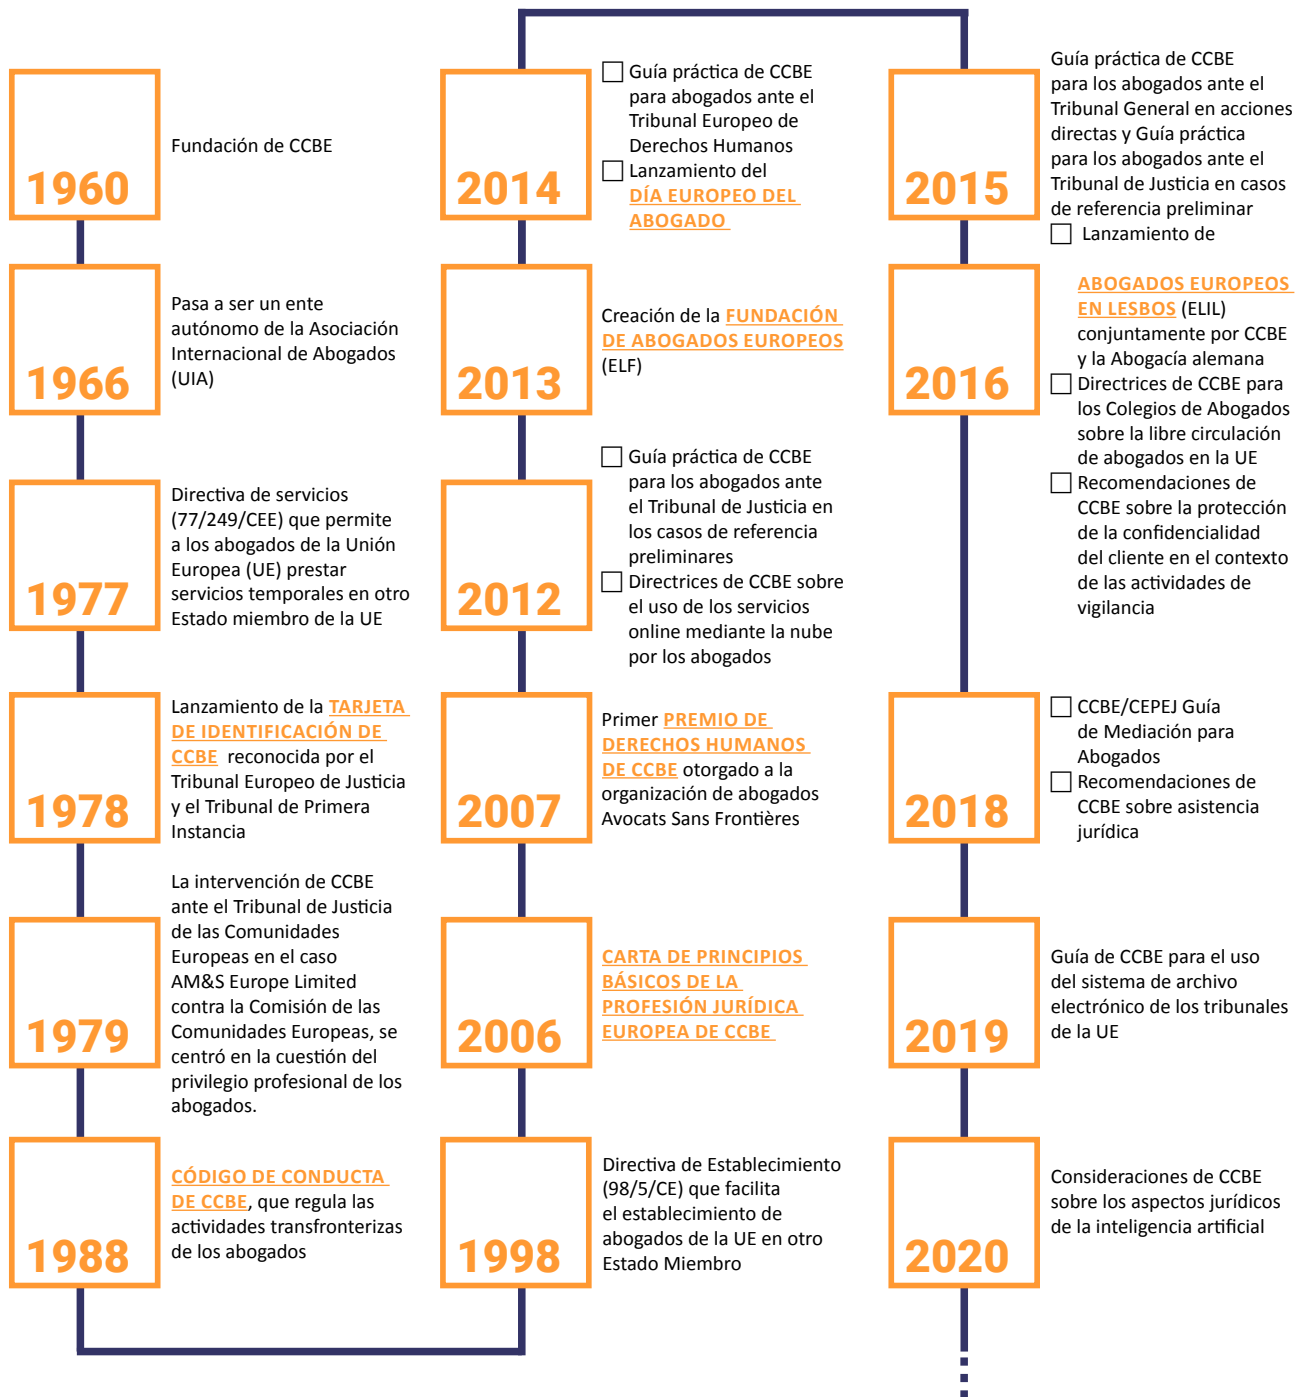 1960
Fundación de CCBE
1966
Pasa a ser un ente
autónomo de la Asociación
Internacional de Abogados
(UIA)
1977
Directiva de servicios
(77/249/CEE) que permite
a los abogados de la Unión
Europea (UE) prestar
servicios temporales en otro
Estado miembro de la UE
1978
Lanzamiento de la TARJETA
DE IDENTIFICACIÓN DE
CCBE reconocida por el
Tribunal Europeo de Justicia
y el Tribunal de Primera
Instancia
1979
La intervención de CCBE
ante el Tribunal de Justicia
de las Comunidades
Europeas en el caso
AM&S Europe Limited
contra la Comisión de las
Comunidades Europeas, se
centró en la cuestión del
privilegio profesional de los
abogados.
1988
CÓDIGO DE CONDUCTA
DE CCBE, que regula las
actividades transfronterizas
de los abogados
1998
Directiva de Establecimiento
(98/5/CE) que facilita
el establecimiento de
abogados de la UE en otro
Estado Miembro
2006
CARTA DE PRINCIPIOS
BÁSICOS DE LA
PROFESIÓN JURÍDICA
EUROPEA DE CCBE
2007
Primer PREMIO DE
DERECHOS HUMANOS
DE CCBE otorgado a la
organización de abogados
Avocats Sans Frontières
2012
Guía práctica de CCBE
para los abogados ante
el Tribunal de Justicia en
los casos de referencia
preliminares
Directrices de CCBE sobre
el uso de los servicios
online mediante la nube
por los abogados
2013
Creación de la FUNDACIÓN
DE ABOGADOS EUROPEOS
(ELF)
2014
Guía práctica de CCBE
para abogados ante el
Tribunal Europeo de
Derechos Humanos
Lanzamiento del
DÍA EUROPEO DEL
ABOGADO
2015
Guía práctica de CCBE
para los abogados ante el
Tribunal General en acciones
directas y Guía práctica
para los abogados ante el
Tribunal de Justicia en casos
de referencia preliminar
Lanzamiento de
2016
ABOGADOS EUROPEOS
EN LESBOS (ELIL)
conjuntamente por CCBE
y la Abogacía alemana
Directrices de CCBE para
los Colegios de Abogados
sobre la libre circulación
de abogados en la UE
Recomendaciones de
CCBE sobre la protección
de la confidencialidad
del cliente en el contexto
de las actividades de
vigilancia
2018
CCBE/CEPEJ Guía
de Mediación para
Abogados
Recomendaciones de
CCBE sobre asistencia
jurídica
2019
Guía de CCBE para el uso
del sistema de archivo
electrónico de los tribunales
de la UE
2020
Consideraciones de CCBE
sobre los aspectos jurídicos
de la inteligencia artificial